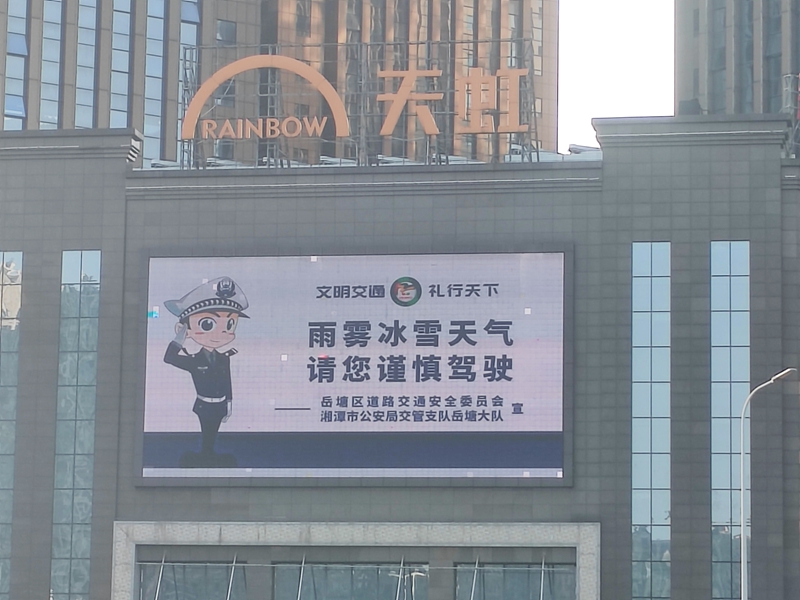 RAINBOW 天虹
文明交通 礼行天下
雨雾冰雪天气
请您谨慎驾驶
—— 岳塘区道路交通安全委员会
湘潭市公安局交管支队岳塘大队 宣